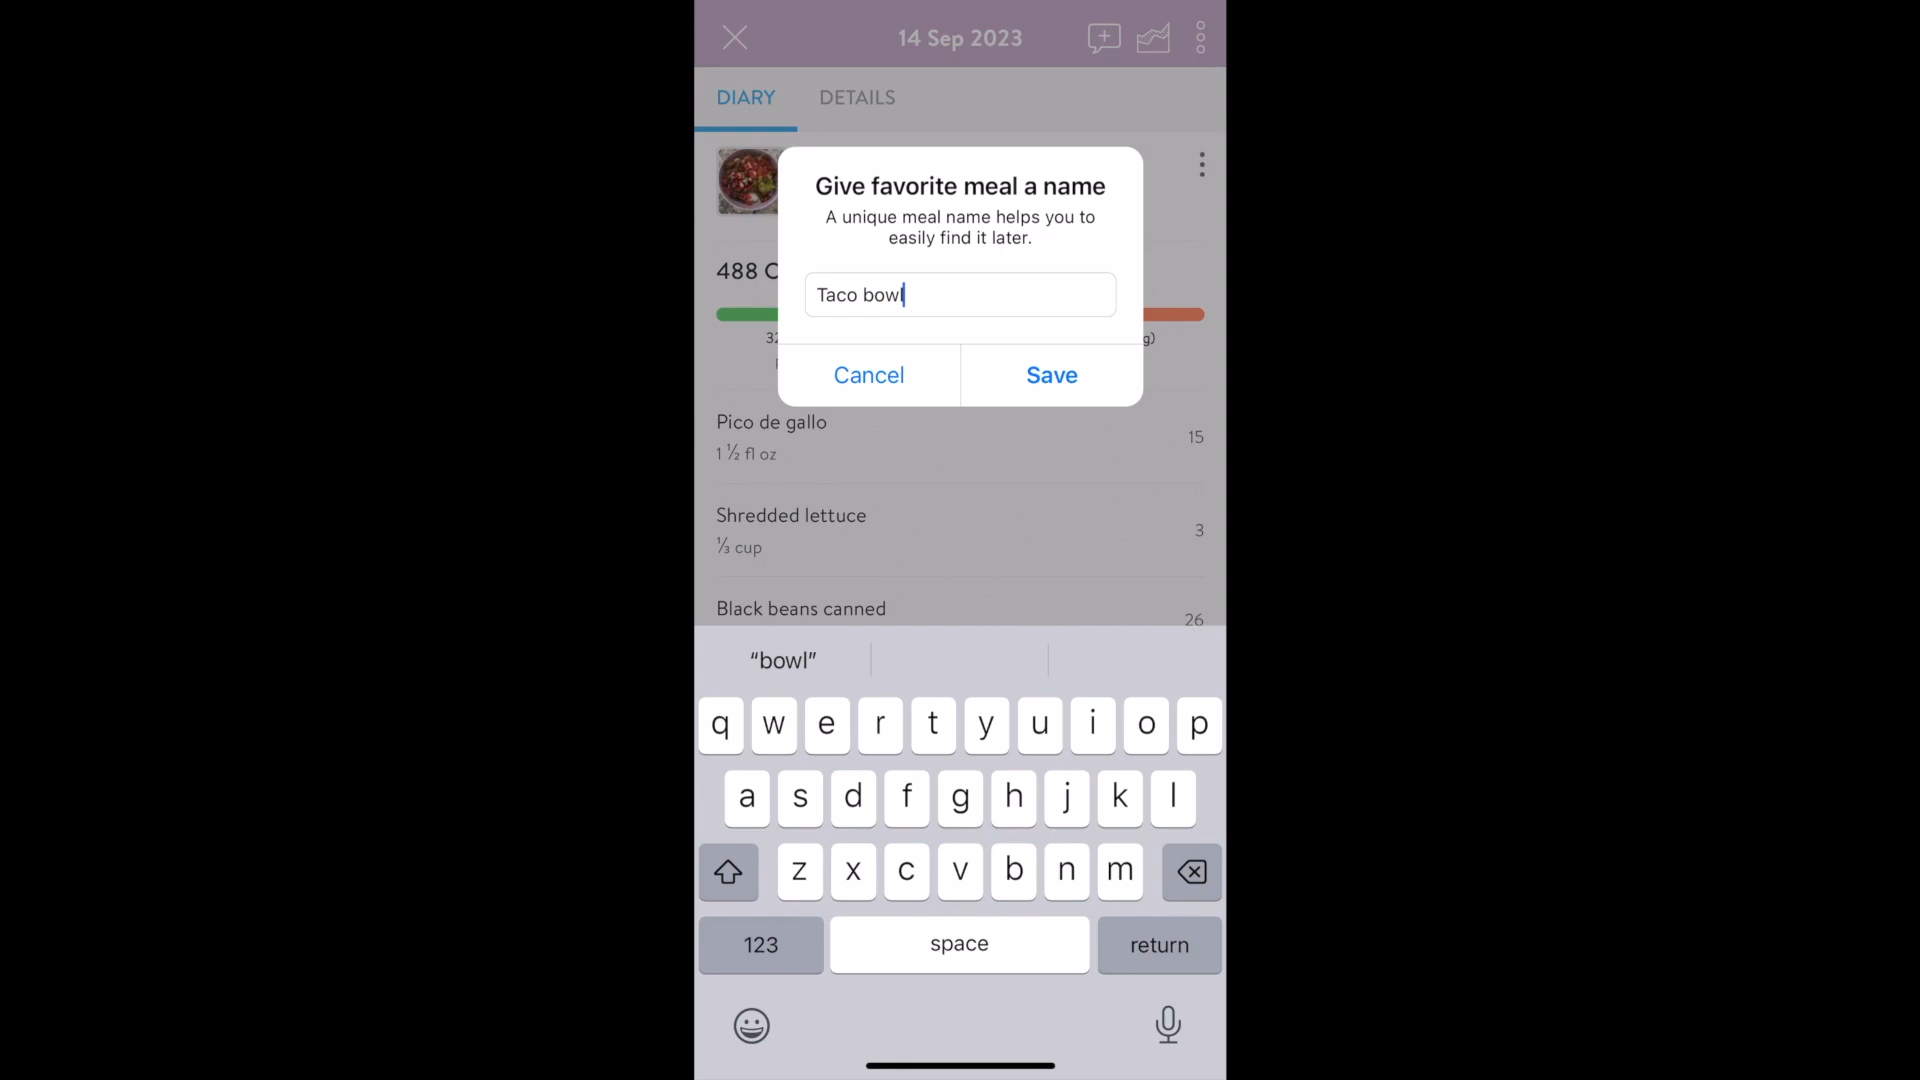 14 Sep 2023
DIARY
DETAILS
Give favorite meal a name
A unique meal name helps you to
easily find it later.
488 C
Taco bowl
32
g)
Cancel
Save
Pico de gallo
15
1 ½ fl oz
Shredded lettuce
3
⅓ cup
Black beans canned
26
“bowl”
q w e r t y u i o p
a s d f g h j k l
z x c v b n m
123
space
return